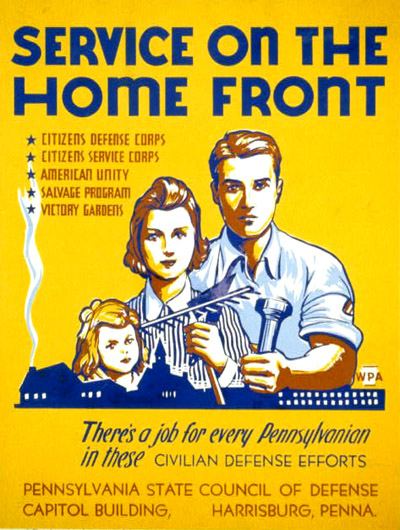 SERVICE ON THE
HOME FRONT
★ CITIZENS DEFENSE CORPS
★ CITIZENS SERVICE CORPS
★ AMERICAN UNITY
★ SALVAGE PROGRAM
★ VICTORY GARDENS
WPA
There's a job for every Pennsylvanian
in these CIVILIAN DEFENSE EFFORTS
PENNSYLVANIA STATE COUNCIL OF DEFENSE
CAPITOL BUILDING, HARRISBURG, PENNA.